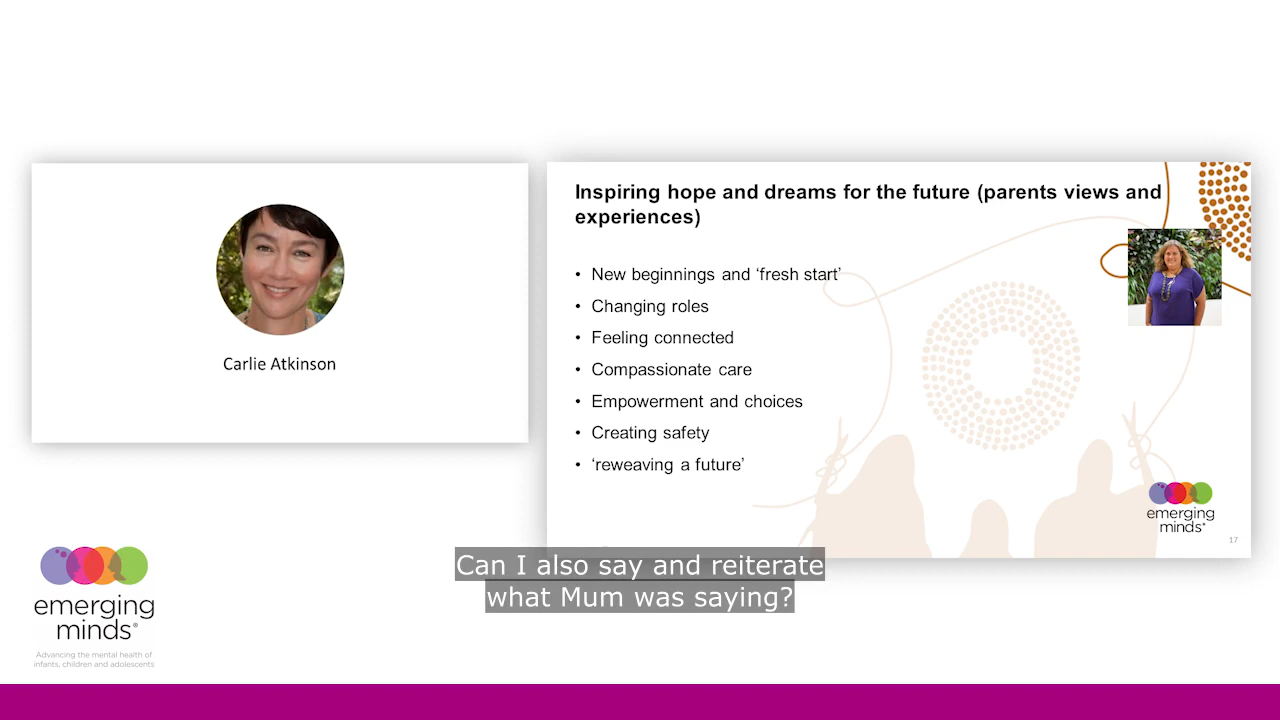 Carlie Atkinson
Inspiring hope and dreams for the future (parents views and
experiences)
• New beginnings and ‘fresh start’
• Changing roles
• Feeling connected
• Compassionate care
• Empowerment and choices
• Creating safety
• ‘reweaving a future’
emerging
minds®
17
Can I also say and reiterate
what Mum was saying?
emerging
minds®
Advancing the mental health of
infants, children and adolescents